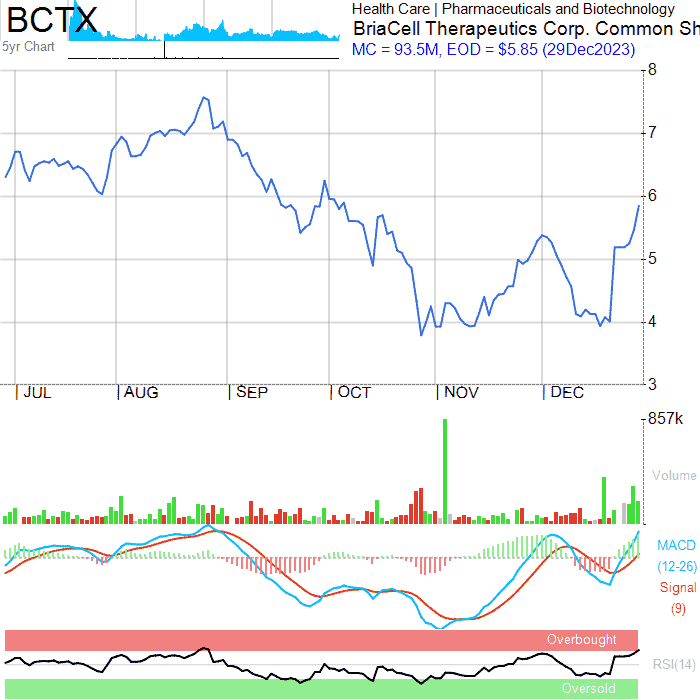 BCTX
5yr Chart
Health Care | Pharmaceuticals and Biotechnology
BriaCell Therapeutics Corp. Common Sh
MC = 93.5M, EOD = $5.85 (29Dec2023)
8
7
6
5
4
3
JUL AUG SEP OCT NOV DEC
857k
Volume
MACD
(12-26)
Signal
(9)
Overbought
RSI(14)
Oversold